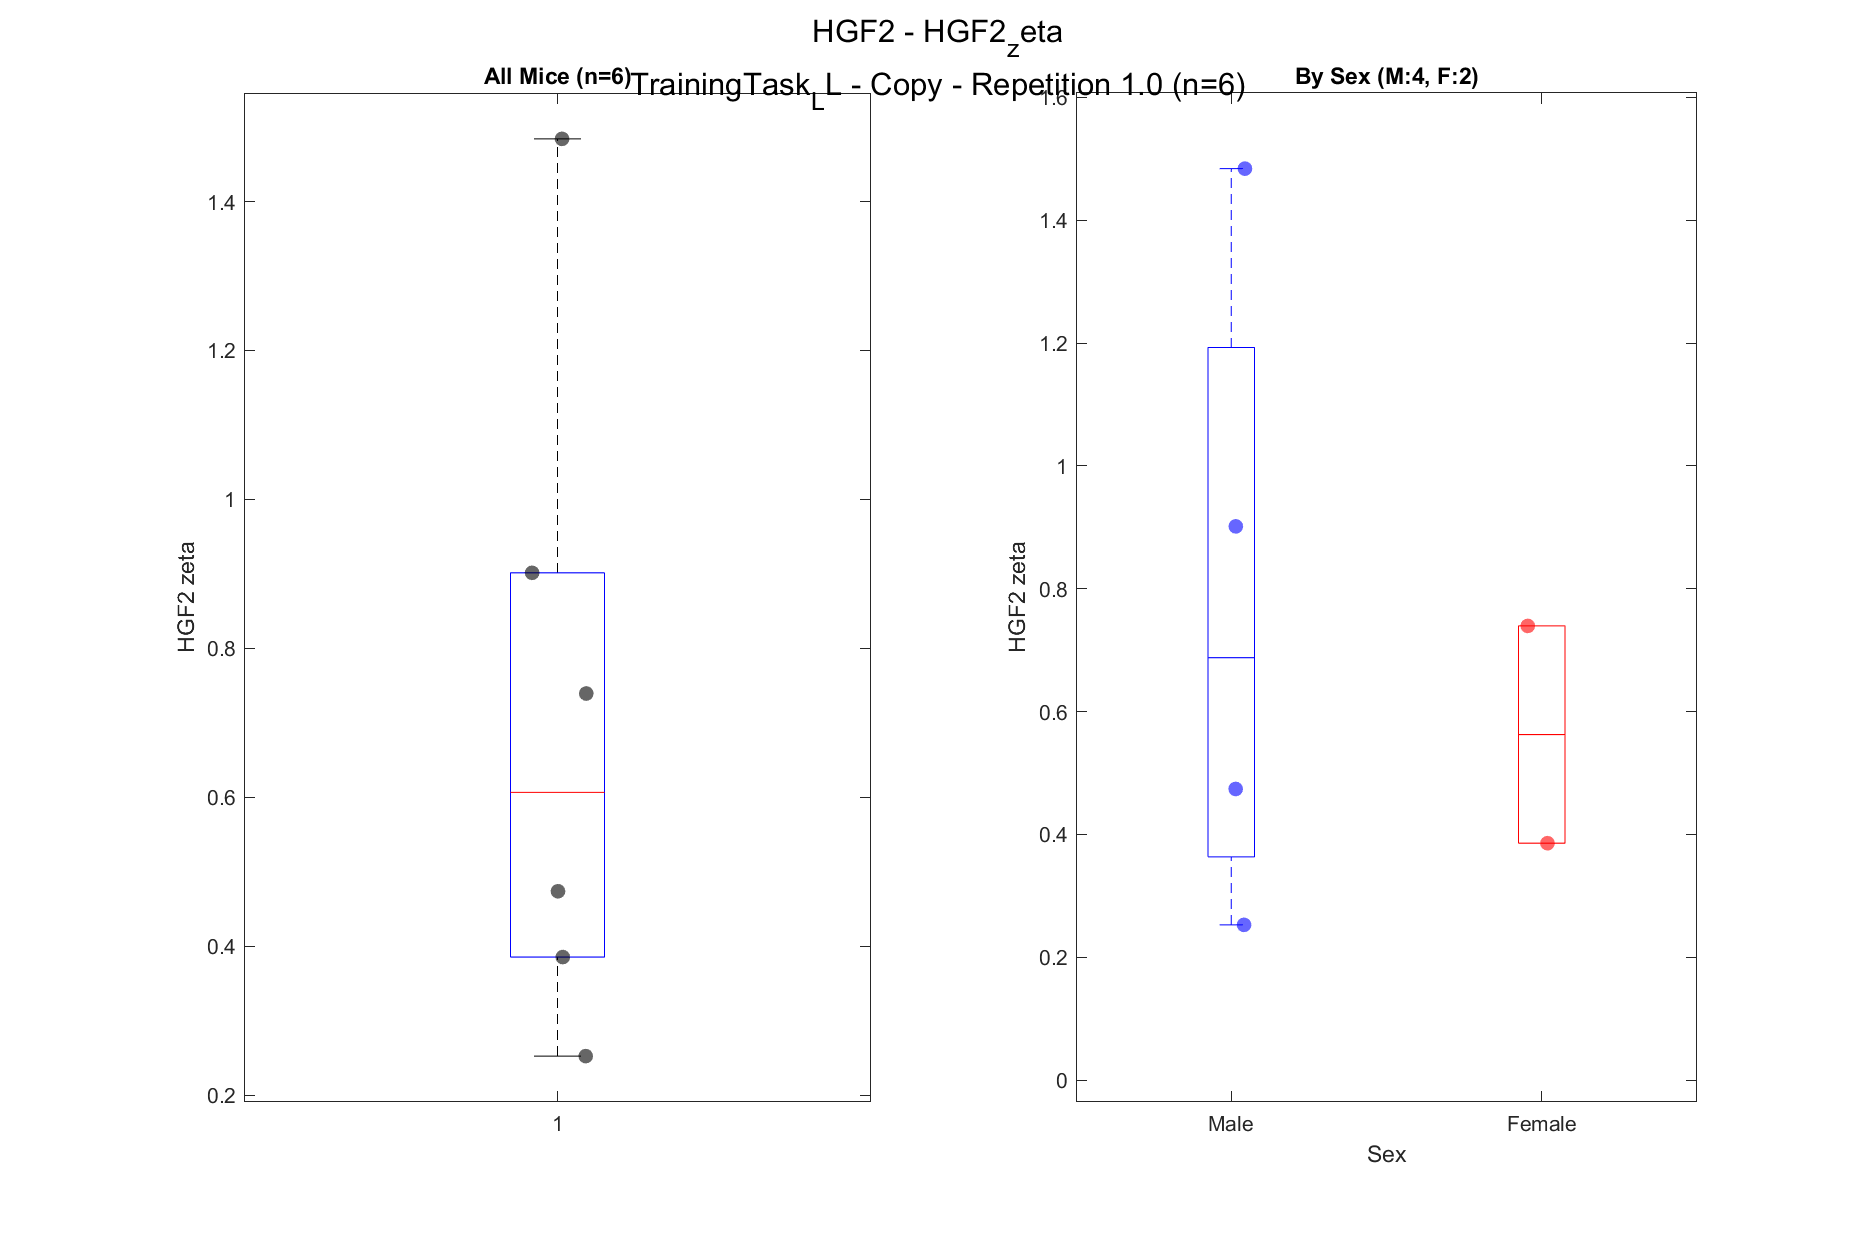 HGF2 - HGF2_zeta
TrainingTask_LL - Copy - Repetition 1.0 (n=6)
All Mice (n=6)
HGF2 zeta
1.4
1.2
1
0.8
0.6
0.4
0.2
1
By Sex (M:4, F:2)
HGF2 zeta
1.6
1.4
1.2
1
0.8
0.6
0.4
0.2
0
Male Female
Sex